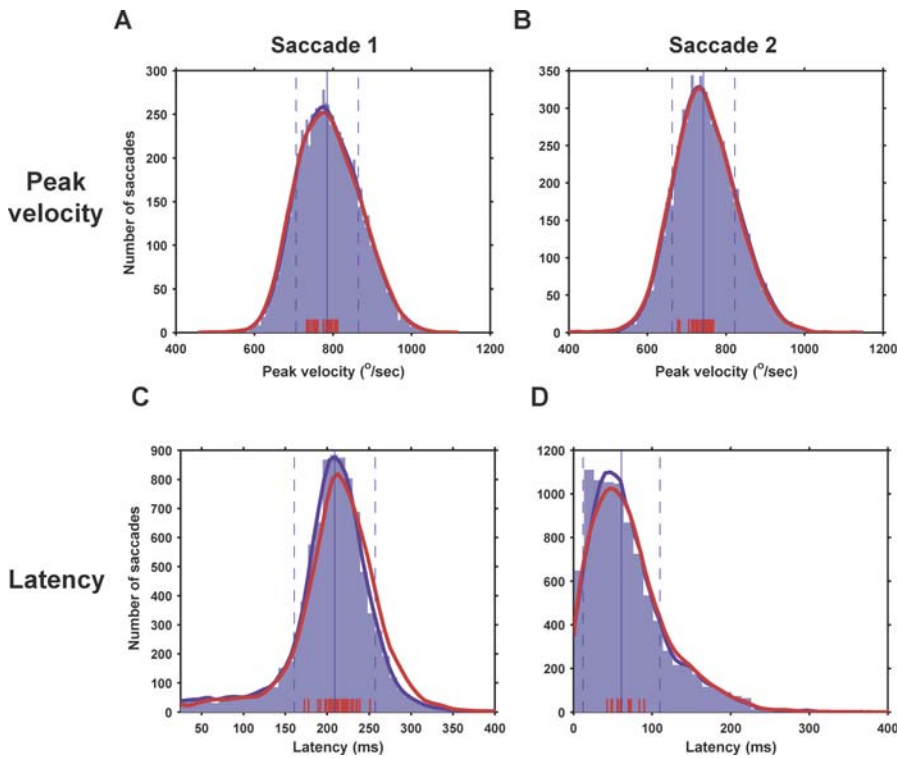 A
B
Saccade 1
Saccade 2
Peak
velocity
Number of saccades
300
250
200
150
100
50
0
400 600 800 1000 1200
Peak velocity (°/sec)
350
300
250
200
150
100
50
0
400 600 800 1000 1200
Peak velocity (°/sec)
C
D
Latency
Number of saccades
900
800
700
600
500
400
300
200
100
0
50 100 150 200 250 300 350 400
Latency (ms)
1200
1000
800
600
400
200
0
0 100 200 300 400
Latency (ms)